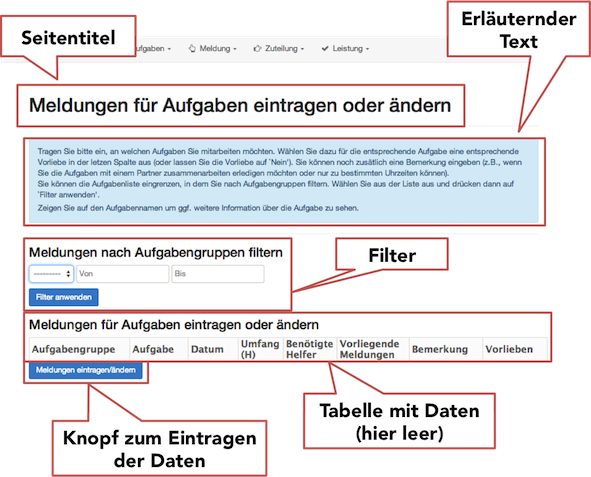 Seitentitel
Erläuternder
Text
ufgaben
Meldung
Zuteilung
Leistung
Meldungen für Aufgaben eintragen oder ändern
Tragen Sie bitte ein, an welchen Aufgaben Sie mitarbeiten möchten. Wählen Sie dazu für die entsprechende Aufgabe eine entsprechende
Vorliebe in der letzen Spalte aus (oder lassen Sie die Vorliebe auf `Nein'). Sie können noch zusätlich eine Bemerkung eingeben (z.B., wenn
Sie die Aufgaben mit einem Partner zusammenarbeiten erledigen möchten oder nur zu bestimmten Uhrzeiten können).
Sie können die Aufgabenliste eingrenzen, in dem Sie nach Aufgabengruppen filtern. Wählen Sie aus der Liste aus und drücken dann auf
`Filter anwenden'.
Zeigen Sie auf den Aufgabennamen um ggf. weitere Information über die Aufgabe zu sehen.
Meldungen nach Aufgabengruppen filtern
--------- Von Bis
Filter anwenden
Filter
Meldungen für Aufgaben eintragen oder ändern
Aufgabengruppe Aufgabe Datum Umfang (H) Benötigte Helfer Vorliegende Meldungen Bemerkung Vorlieben
Meldungen eintragen/ändern
Knopf zum Eintragen
der Daten
Tabelle mit Daten
(hier leer)